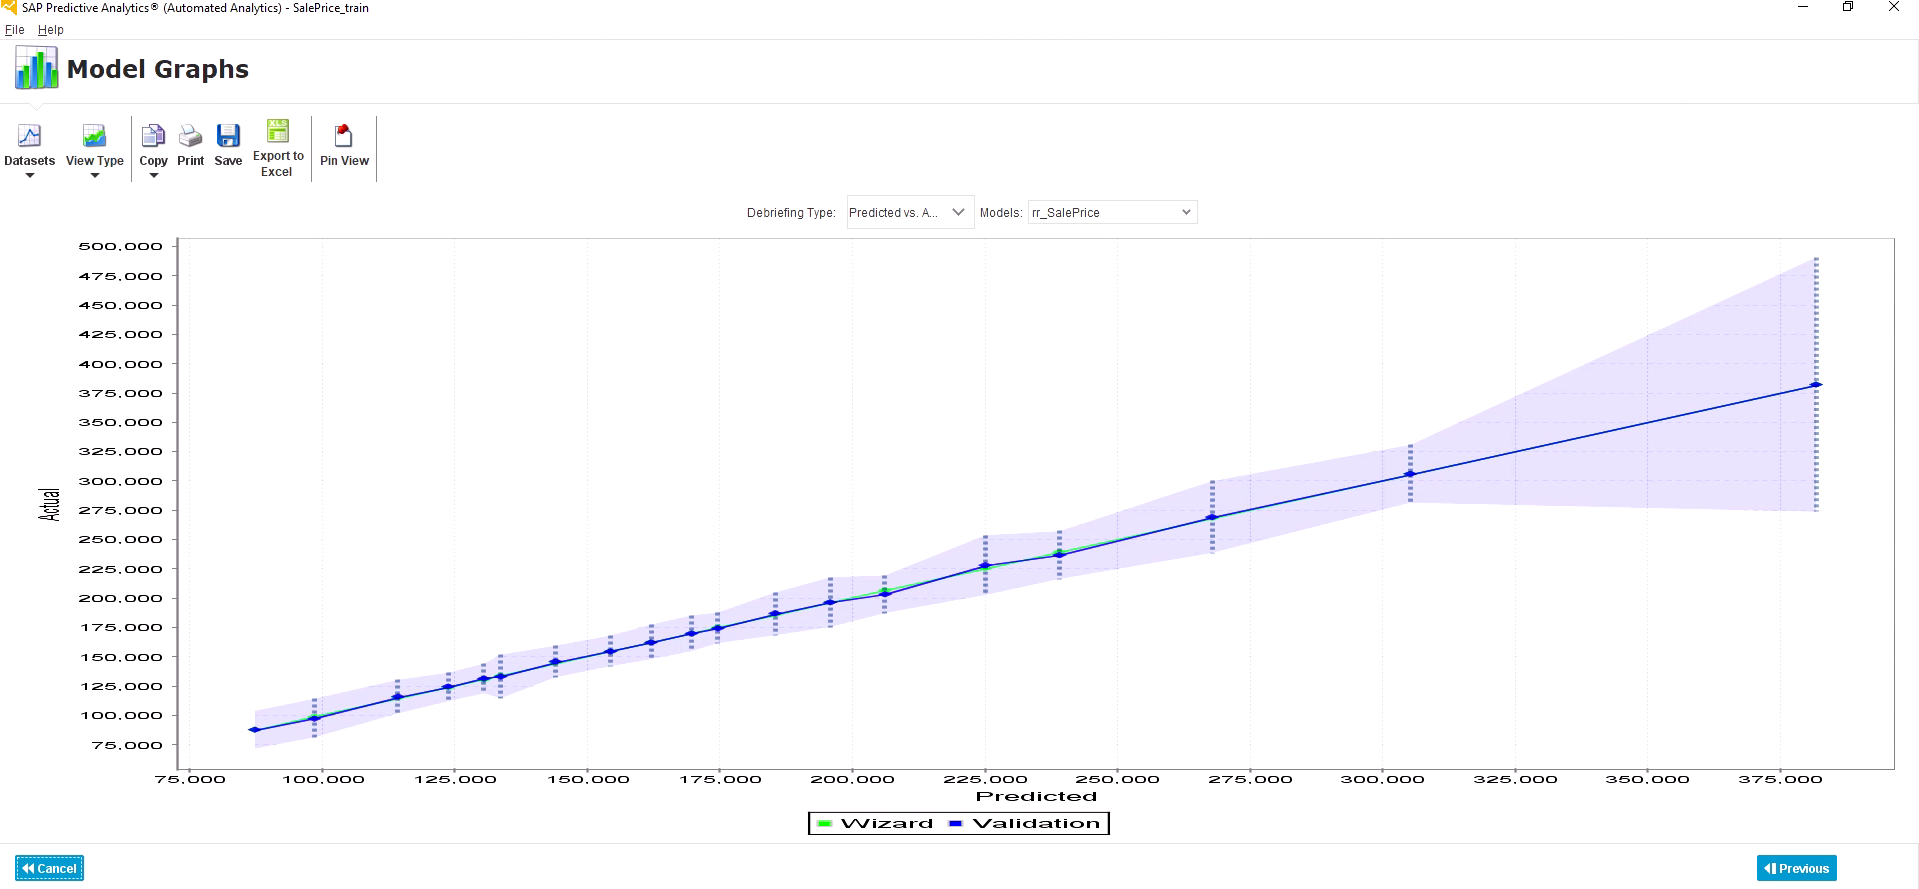 SAP Predictive Analytics® (Automated Analytics) - SalePrice_train
File Help
Model Graphs
XLS
Datasets View Type Copy Print Save Export to Excel Pin View
Debriefing Type: Predicted vs. A... Models: rr_SalePrice
500,000
475,000
450,000
425,000
400,000
375,000
350,000
325,000
300,000
275,000
250,000
225,000
200,000
175,000
150,000
125,000
100,000
75,000
Actual
75,000 100,000 125,000 150,000 175,000 200,000 225,000 250,000 275,000 300,000 325,000 350,000 375,000
Predicted
Wizard Validation
Cancel Previous